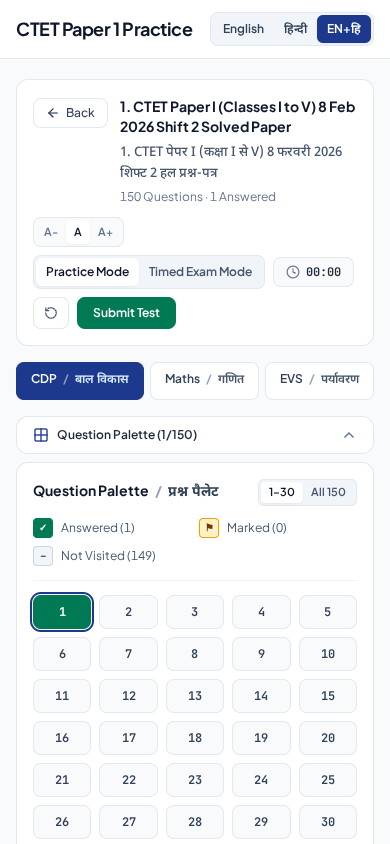 CTET Paper 1 Practice
English हिन्दी EN+हि
Back
1. CTET Paper I (Classes I to V) 8 Feb
2026 Shift 2 Solved Paper
1. CTET पेपर I (कक्षा I से V) 8 फरवरी 2026
शिफ्ट 2 हल प्रश्न-पत्र
150 Questions · 1 Answered
A- A A+
Practice Mode Timed Exam Mode 00:00
Submit Test
CDP / बाल विकास Maths / गणित EVS / पर्यावरण
Question Palette (1/150)
Question Palette / प्रश्न पैलेट 1–30 All 150
✓ Answered (1) Marked (0)
– Not Visited (149)
1 2 3 4 5
6 7 8 9 10
11 12 13 14 15
16 17 18 19 20
21 22 23 24 25
26 27 28 29 30